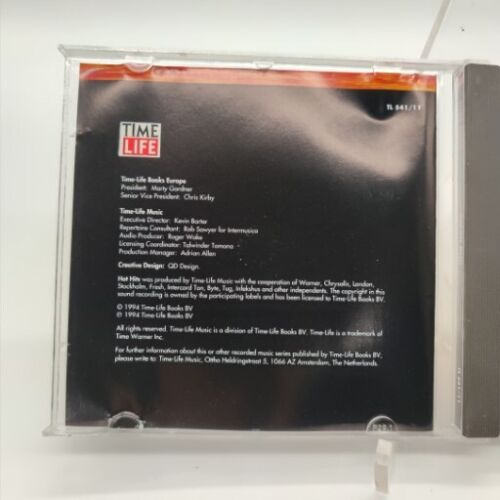 TL 541/11
TIME
LIFE
Time-Life Books Europe
President: Marty Gardner
Senior Vice President: Chris Kirby
Time-Life Music
Executive Director: Kevin Barter
Repertoire Consultant: Rob Sawyer for Intermusica
Audio Producer: Roger Wake
Licensing Coordinator: Talwinder Tamana
Production Manager: Adrian Allen
Creative Design: QD Design.
Hot Hits was produced by Time-Life Music with the cooperation of Warner, Chrysalis, London,
Stockholm, Fresh, Intercord Ton, Byte, Tug, and other independents. The copyright in this
sound recording is owned by the participating labels and has been licensed to Time-Life Books BV.
© 1994 Time-Life Books BV
℗ 1994 Time-Life Books BV
All rights reserved. Time-Life Music is a division of Time-Life Books BV. Time-Life is a trademark of
Time Warner Inc.
For further information about this or other recorded music series published by Time-Life Books BV,
please write to: Time-Life Music, Ottho Heldringstraat 5, 1066 AZ Amsterdam, The Netherlands.